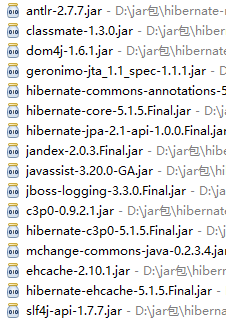 antlr-2.7.7.jar - D:\jar包\hibernate
classmate-1.3.0.jar - D:\jar包\hiberna
dom4j-1.6.1.jar - D:\jar包\hibernate-
geronimo-jta_1.1_spec-1.1.1.jar - D:\
hibernate-commons-annotations-5
hibernate-core-5.1.5.Final.jar - D:\jar
hibernate-jpa-2.1-api-1.0.0.Final.jar
jandex-2.0.3.Final.jar - D:\jar包\hiber
javassist-3.20.0-GA.jar - D:\jar包\hib
jboss-logging-3.3.0.Final.jar - D:\jar
c3p0-0.9.2.1.jar - D:\jar包\hibernate
hibernate-c3p0-5.1.5.Final.jar - D:\ja
mchange-commons-java-0.2.3.4.jar
ehcache-2.10.1.jar - D:\jar包\hiberna
hibernate-ehcache-5.1.5.Final.jar - D
slf4j-api-1.7.7.jar - D:\jar包\hibernat